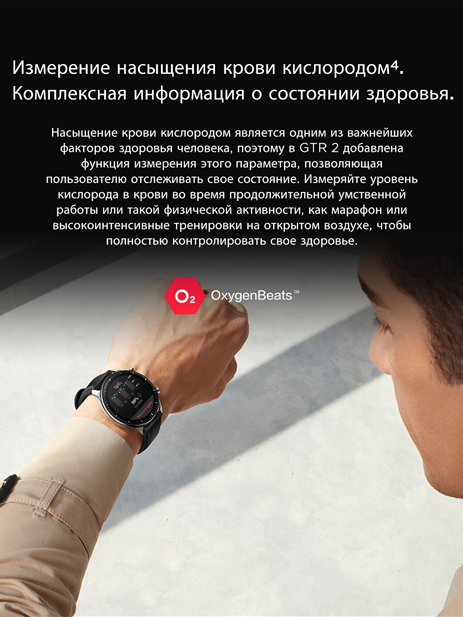 Измерение насыщения крови кислородом⁴.
Комплексная информация о состоянии здоровья.
Насыщение крови кислородом является одним из важнейших
факторов здоровья человека, поэтому в GTR 2 добавлена
функция измерения этого параметра, позволяющая
пользователю отслеживать свое состояние. Измеряйте уровень
кислорода в крови во время продолжительной умственной
работы или такой физической активности, как марафон или
высокоинтенсивные тренировки на открытом воздухе, чтобы
полностью контролировать свое здоровье.
O₂ OxygenBeats™